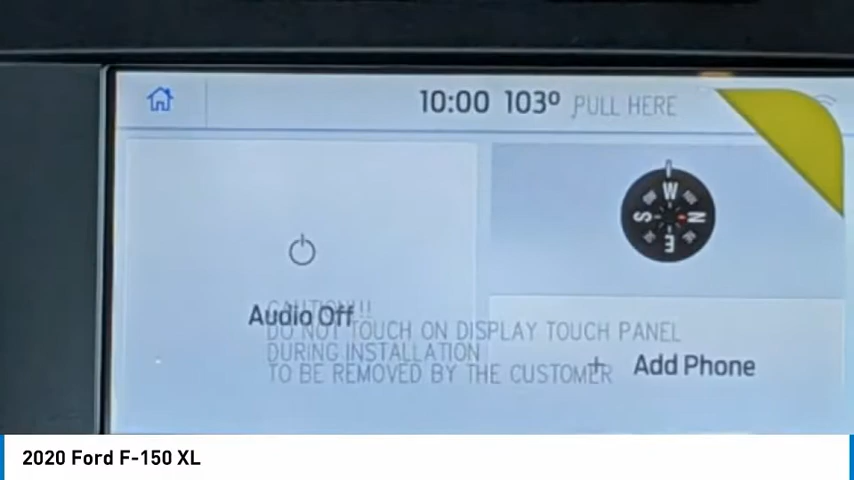 10:00 103° PULL HERE
W
S N
E
Audio Off
CAUTION!!!
DO NOT TOUCH ON DISPLAY TOUCH PANEL
DURING INSTALLATION
TO BE REMOVED BY THE CUSTOMER
+ Add Phone
2020 Ford F-150 XL